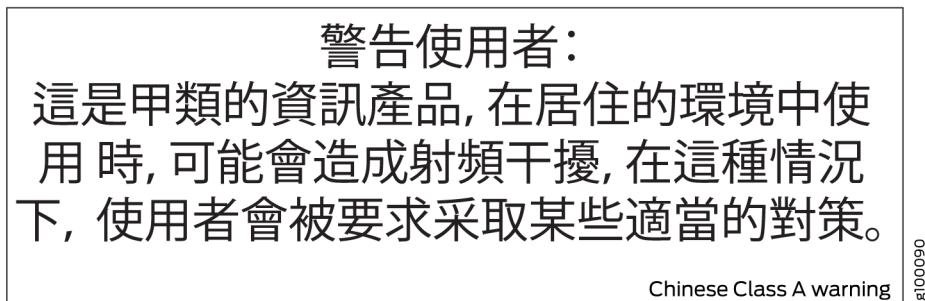 警告使用者：
這是甲類的資訊產品, 在居住的環境中使
用 時, 可能會造成射頻干擾, 在這種情況
下, 使用者會被要求采取某些適當的對策。
Chinese Class A warning
g100090